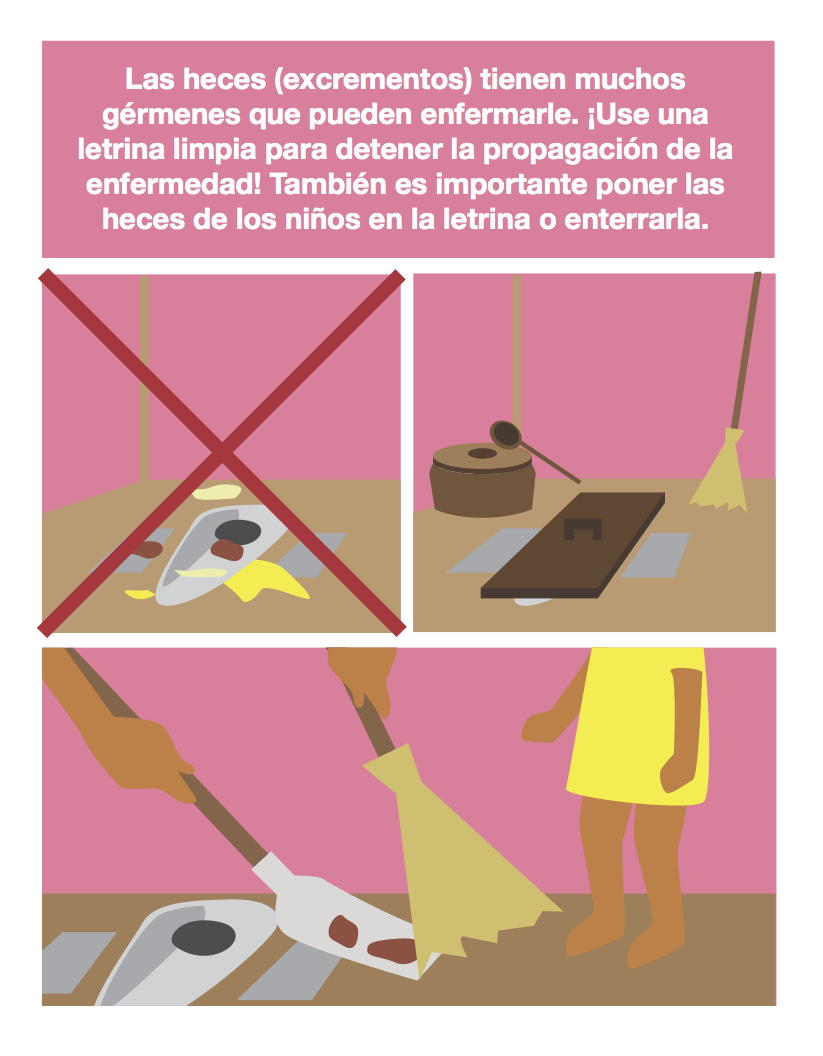 Las heces (excrementos) tienen muchos
gérmenes que pueden enfermarle. ¡Use una
letrina limpia para detener la propagación de la
enfermedad! También es importante poner las
heces de los niños en la letrina o enterrarla.